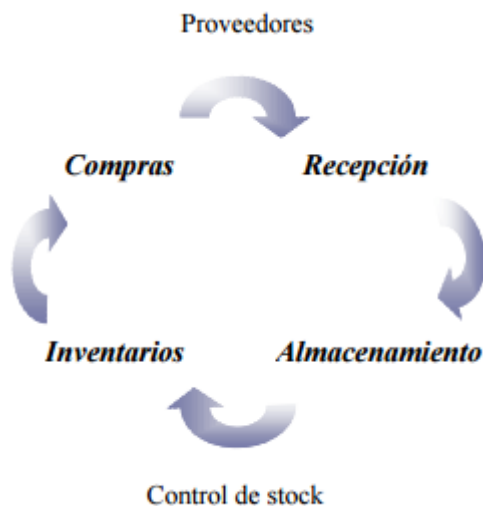 Proveedores
Compras Recepción
Inventarios Almacenamiento
Control de stock